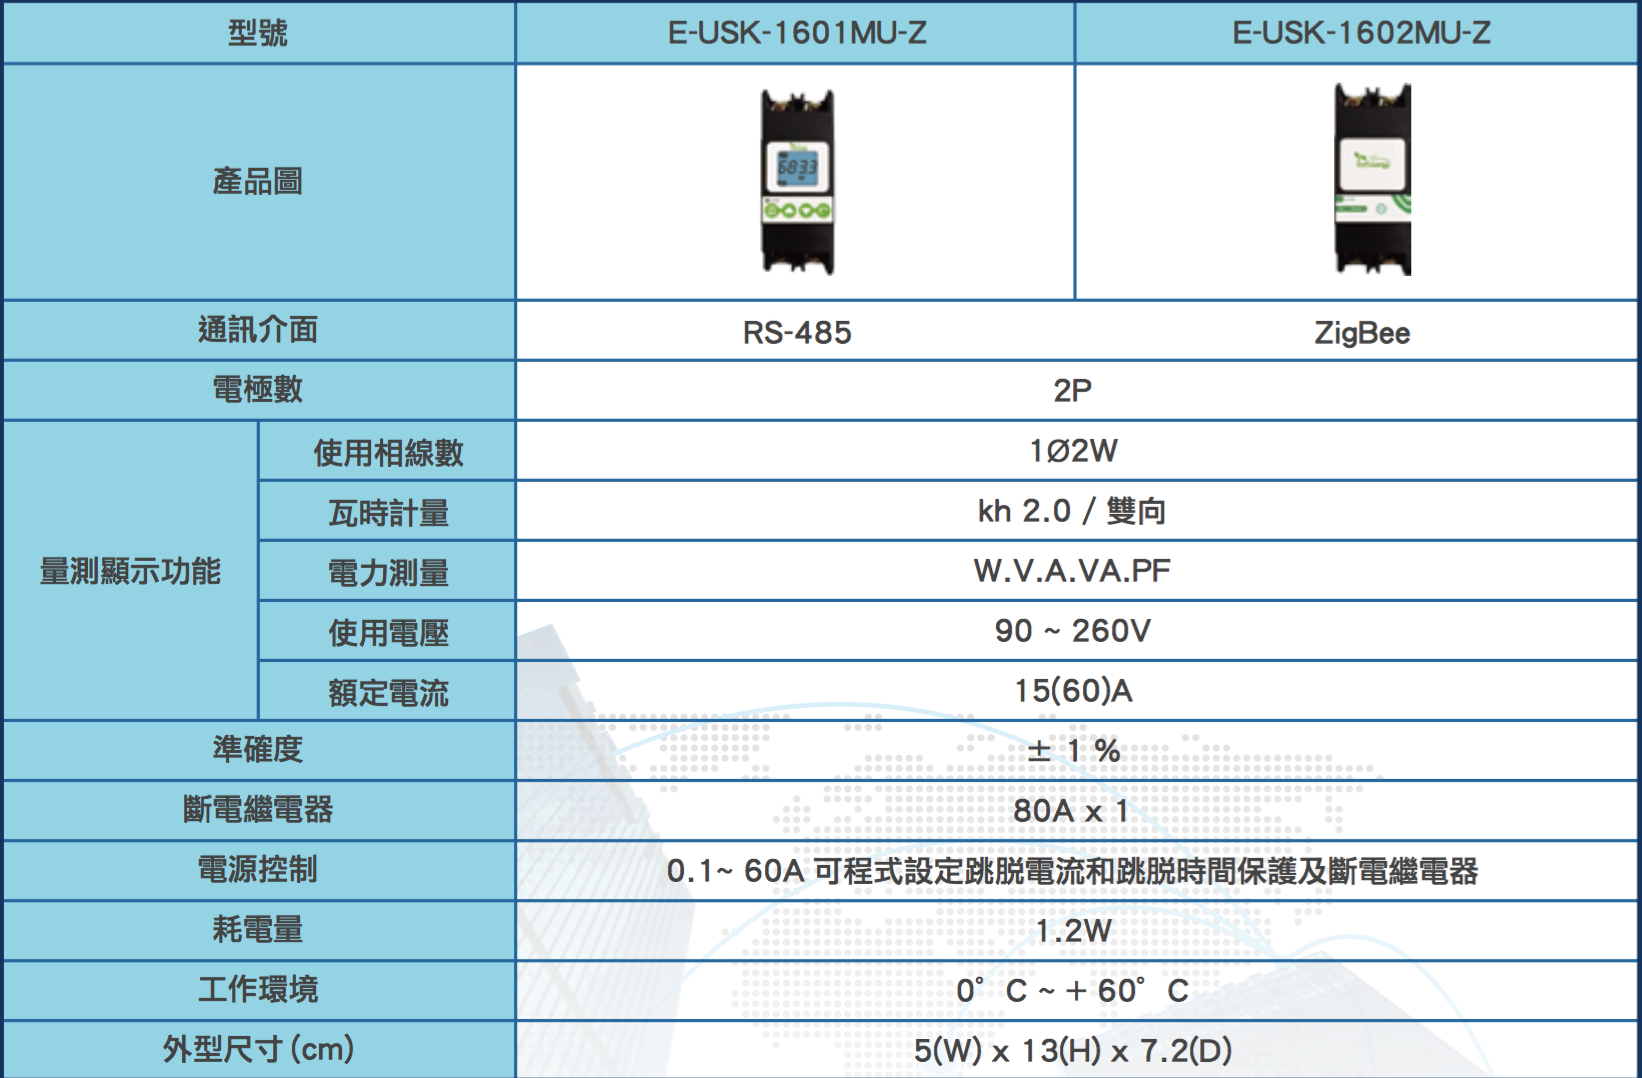 型號 E-USK-1601MU-Z E-USK-1602MU-Z
產品圖
6833
通訊介面 RS-485 ZigBee
電極數 2P
量測顯示功能
使用相線數 1Ø2W
瓦時計量 kh 2.0 / 雙向
電力測量 W.V.A.VA.PF
使用電壓 90 ~ 260V
額定電流 15(60)A
準確度 ± 1 %
斷電繼電器 80A x 1
電源控制 0.1~ 60A 可程式設定跳脱電流和跳脱時間保護及斷電繼電器
耗電量 1.2W
工作環境 0°C ~ + 60°C
外型尺寸(cm) 5(W) x 13(H) x 7.2(D)